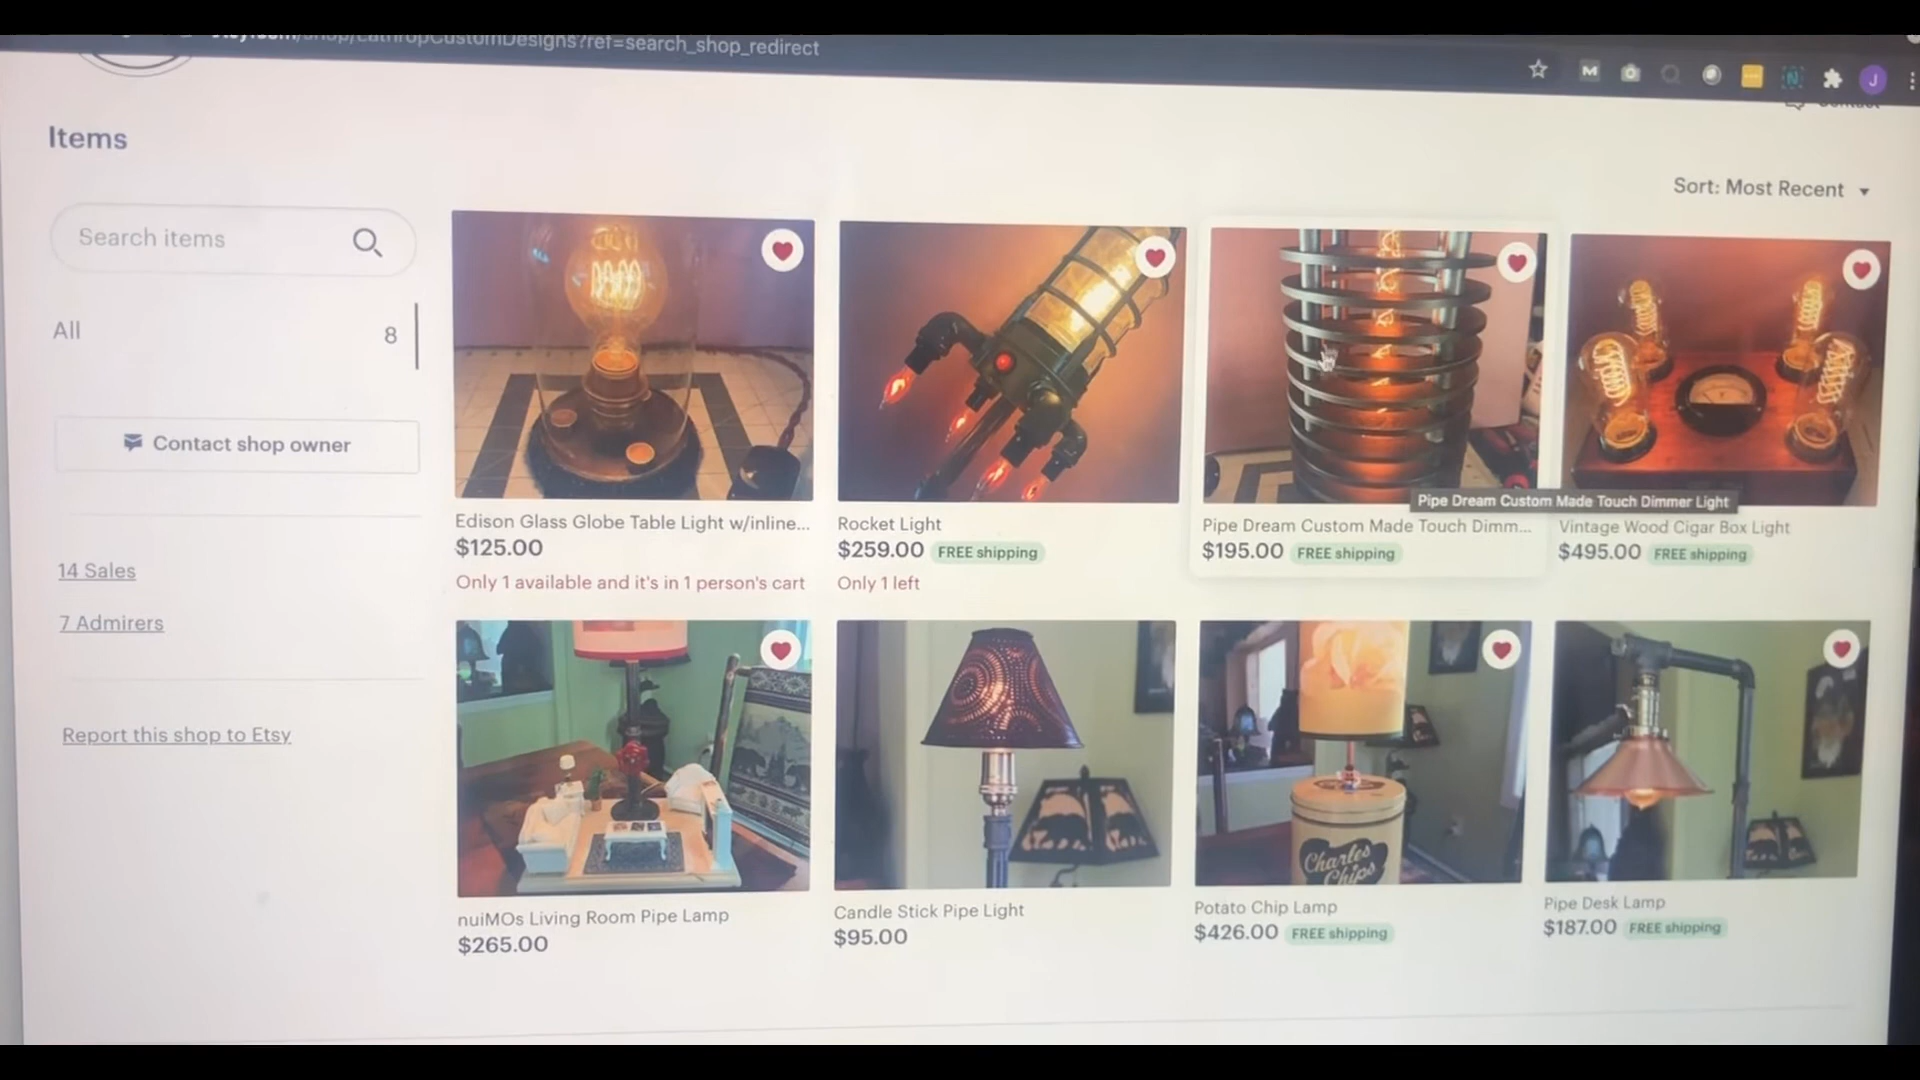 /shop/LathropCustomDesigns?ref=search_shop_redirect
M
J
Items
Sort: Most Recent
Search items
All
8
Contact shop owner
14 Sales
7 Admirers
Report this shop to Etsy
Edison Glass Globe Table Light w/inline...
$125.00
Only 1 available and it's in 1 person's cart
Rocket Light
$259.00 FREE shipping
Only 1 left
Pipe Dream Custom Made Touch Dimmer Light
Pipe Dream Custom Made Touch Dimm...
$195.00 FREE shipping
Vintage Wood Cigar Box Light
$495.00 FREE shipping
nuiMOs Living Room Pipe Lamp
$265.00
Candle Stick Pipe Light
$95.00
Charles
Chips
Potato Chip Lamp
$426.00 FREE shipping
Pipe Desk Lamp
$187.00 FREE shipping